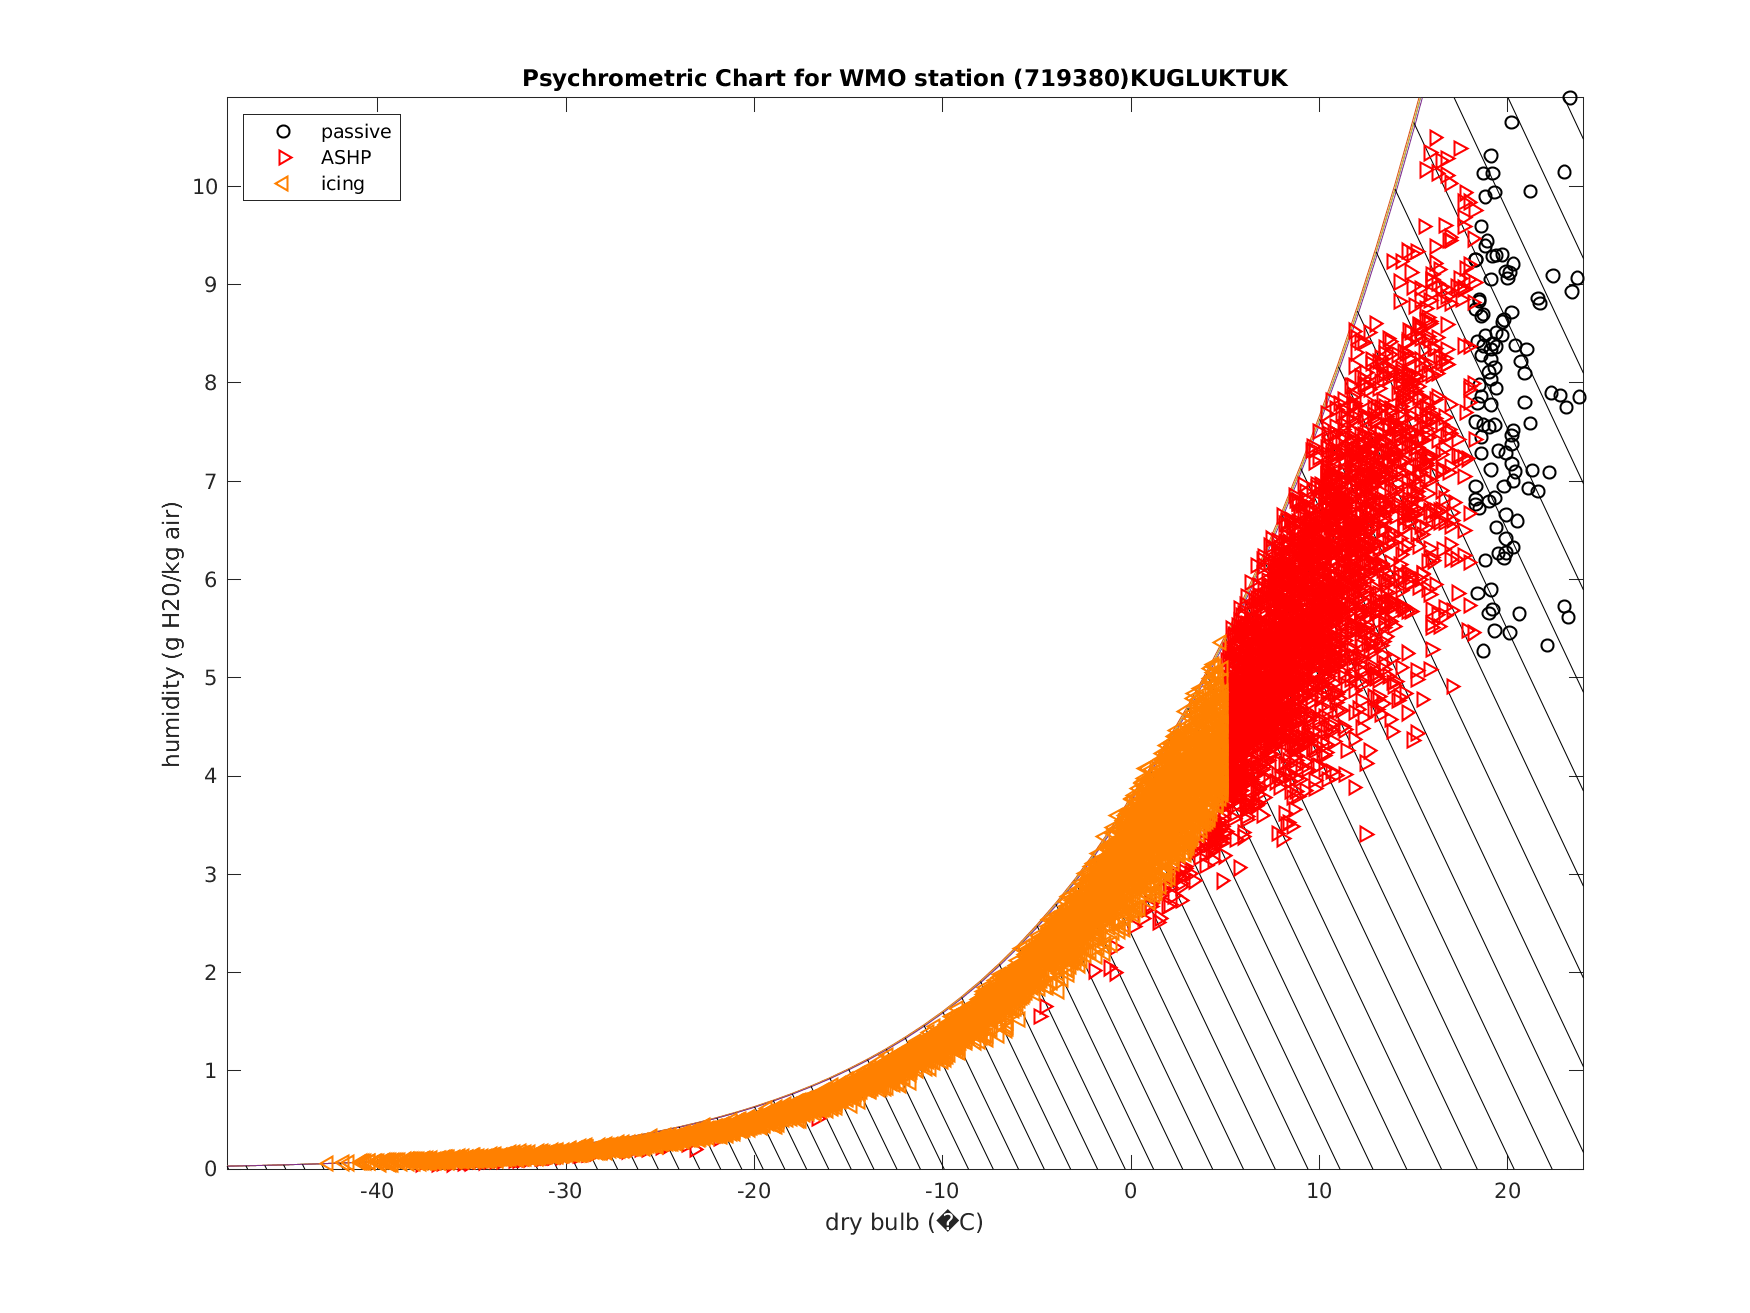 Psychrometric Chart for WMO station (719380)KUGLUKTUK
passive
ASHP
icing
10
9
8
7
6
5
4
3
2
1
0
humidity (g H20/kg air)
-40 -30 -20 -10 0 10 20
dry bulb (�C)